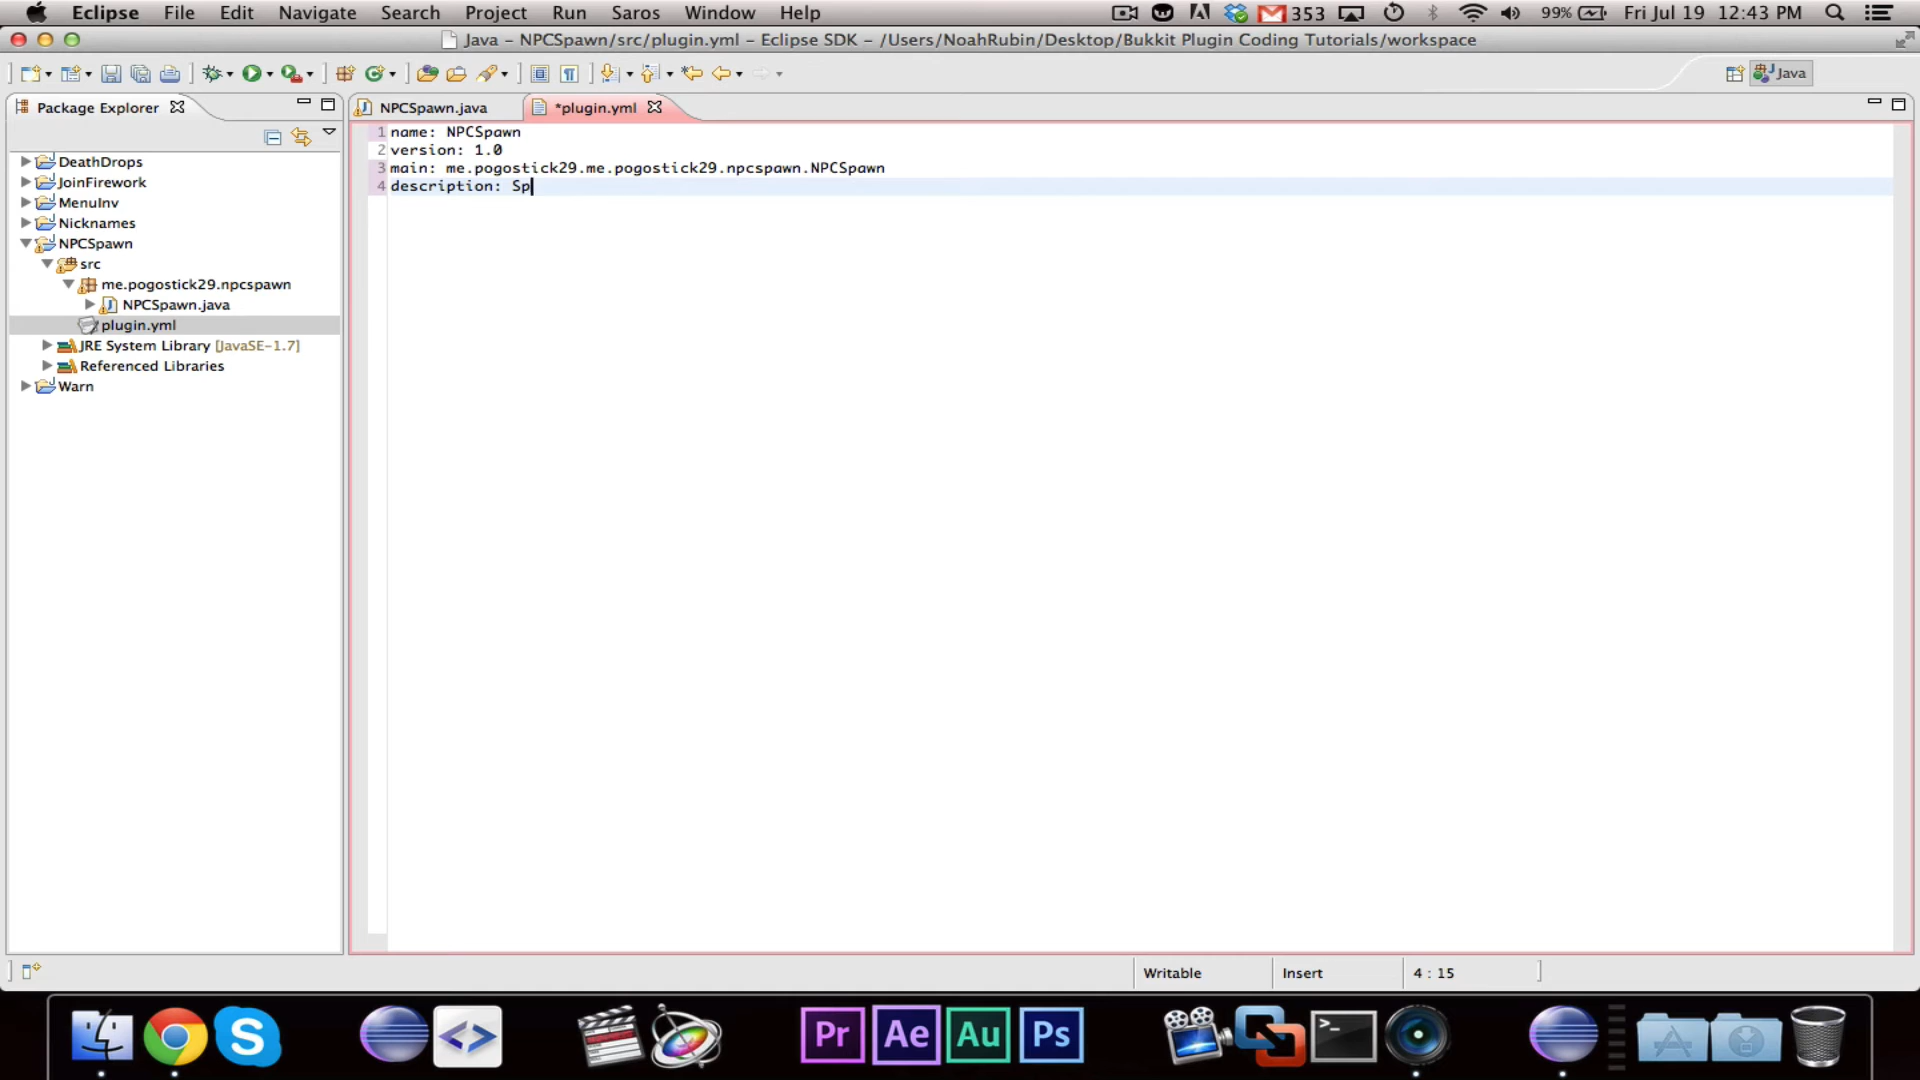 Eclipse File Edit Navigate Search Project Run Saros Window Help 353 99% Fri Jul 19 12:43 PM
Java – NPCSpawn/src/plugin.yml – Eclipse SDK – /Users/NoahRubin/Desktop/Bukkit Plugin Coding Tutorials/workspace
Java
Package Explorer
NPCSpawn.java
*plugin.yml
DeathDrops
JoinFirework
MenuInv
Nicknames
NPCSpawn
src
me.pogostick29.npcspawn
NPCSpawn.java
plugin.yml
JRE System Library [JavaSE-1.7]
Referenced Libraries
Warn
1 name: NPCSpawn
2 version: 1.0
3 main: me.pogostick29.me.pogostick29.npcspawn.NPCSpawn
4 description: Sp
Writable Insert 4 : 15
Pr Ae Au Ps